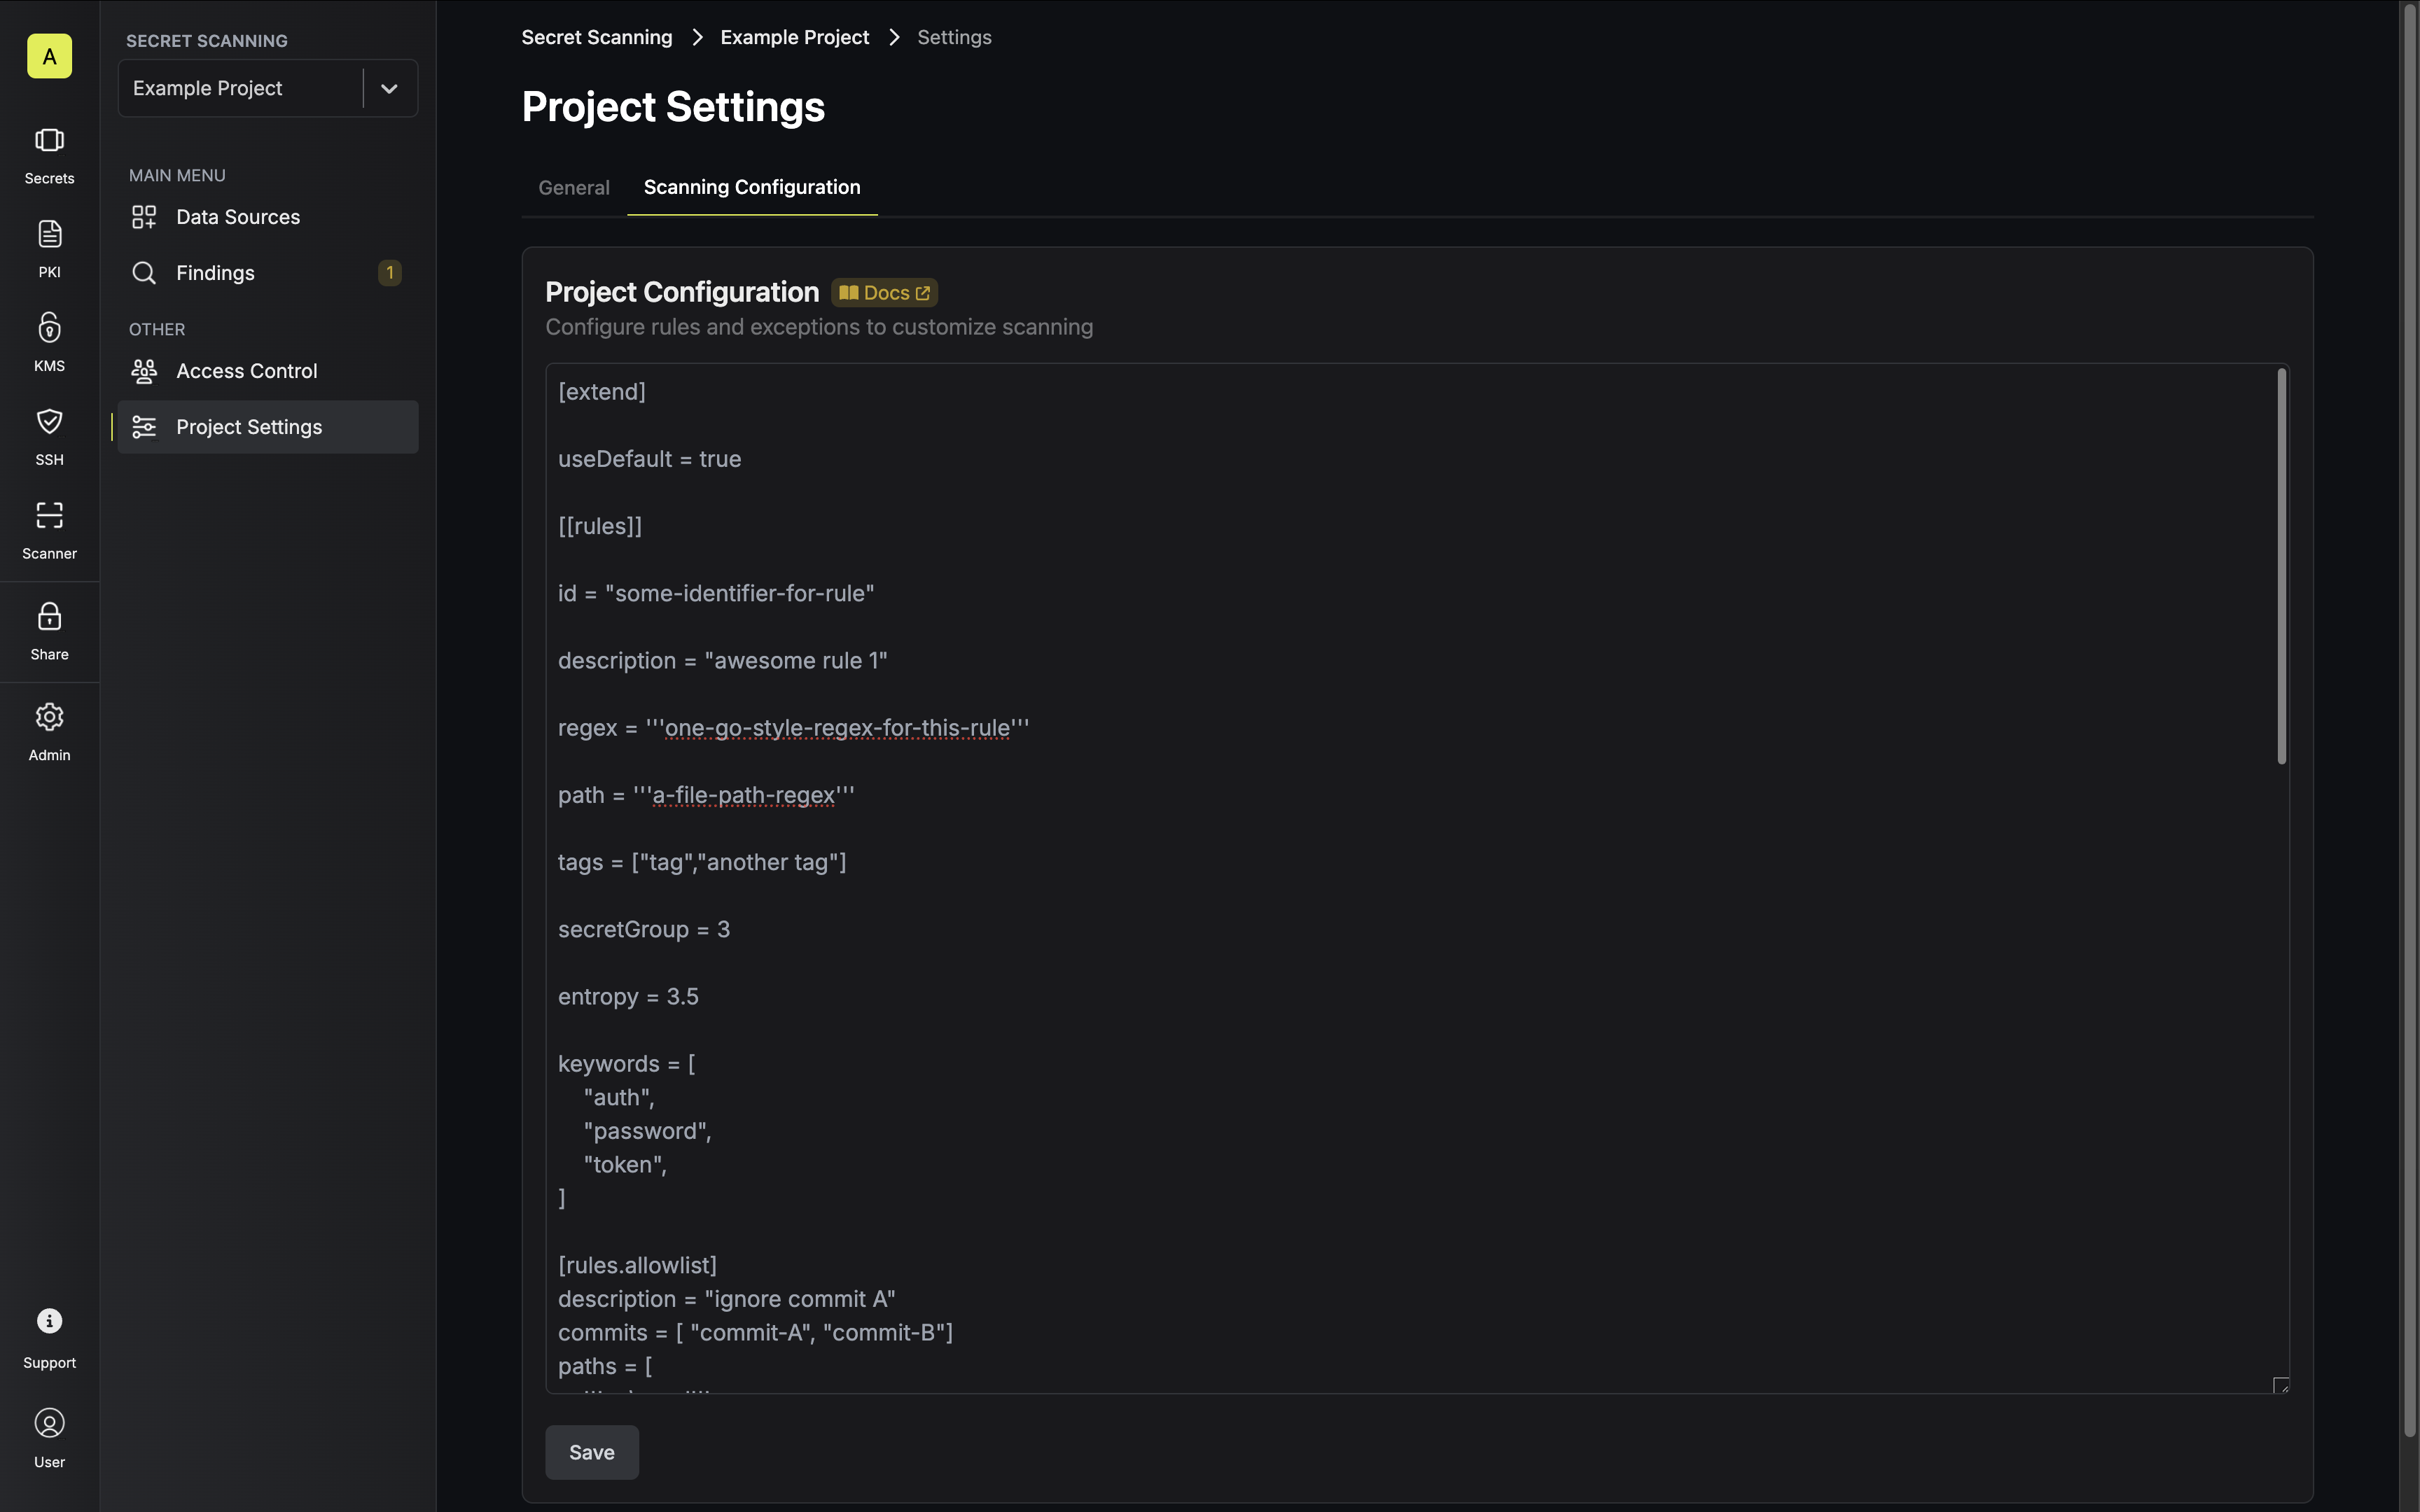 A
Secrets
PKI
KMS
SSH
Scanner
Share
Admin
Support
User
SECRET SCANNING
Example Project
MAIN MENU
Data Sources
Findings
1
OTHER
Access Control
Project Settings
Secret Scanning > Example Project > Settings
Project Settings
General
Scanning Configuration
Project Configuration
Docs
Configure rules and exceptions to customize scanning
[extend]
useDefault = true
[[rules]]
id = "some-identifier-for-rule"
description = "awesome rule 1"
regex = '''one-go-style-regex-for-this-rule'''
path = '''a-file-path-regex'''
tags = ["tag","another tag"]
secretGroup = 3
entropy = 3.5
keywords = [
"auth",
"password",
"token",
]
[rules.allowlist]
description = "ignore commit A"
commits = [ "commit-A", "commit-B"]
paths = [
Save